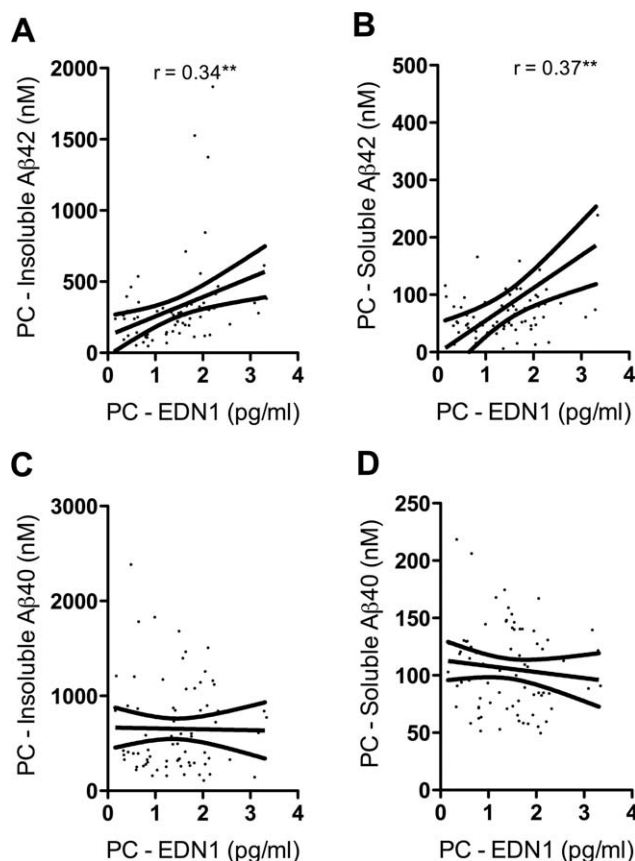 A
r = 0.34**
PC - Insoluble Aβ42 (nM)
2000
1500
1000
500
0
0 1 2 3 4
PC - EDN1 (pg/ml)
B
r = 0.37**
PC - Soluble Aβ42 (nM)
500
400
300
200
100
0
0 1 2 3 4
PC - EDN1 (pg/ml)
C
PC - Insoluble Aβ40 (nM)
3000
2000
1000
0
0 1 2 3 4
PC - EDN1 (pg/ml)
D
PC - Soluble Aβ40 (nM)
250
200
150
100
50
0
0 1 2 3 4
PC - EDN1 (pg/ml)